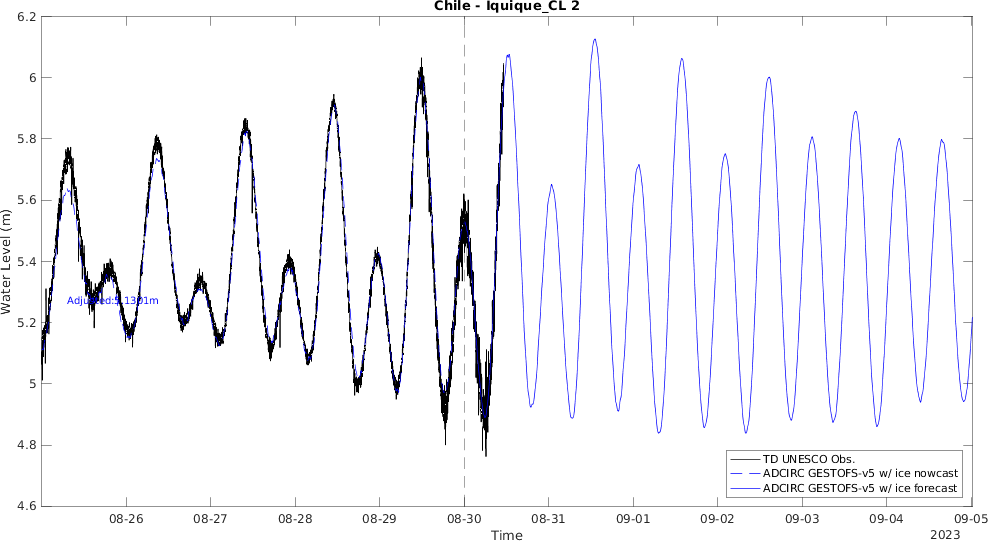 Chile - Iquique_CL 2
6.2
6
5.8
5.6
5.4
5.2
5
4.8
4.6
Water Level (m)
Adjusted:5.1301m
TD UNESCO Obs.
ADCIRC GESTOFS-v5 w/ ice nowcast
ADCIRC GESTOFS-v5 w/ ice forecast
08-26 08-27 08-28 08-29 08-30 08-31 09-01 09-02 09-03 09-04 09-05
Time
2023